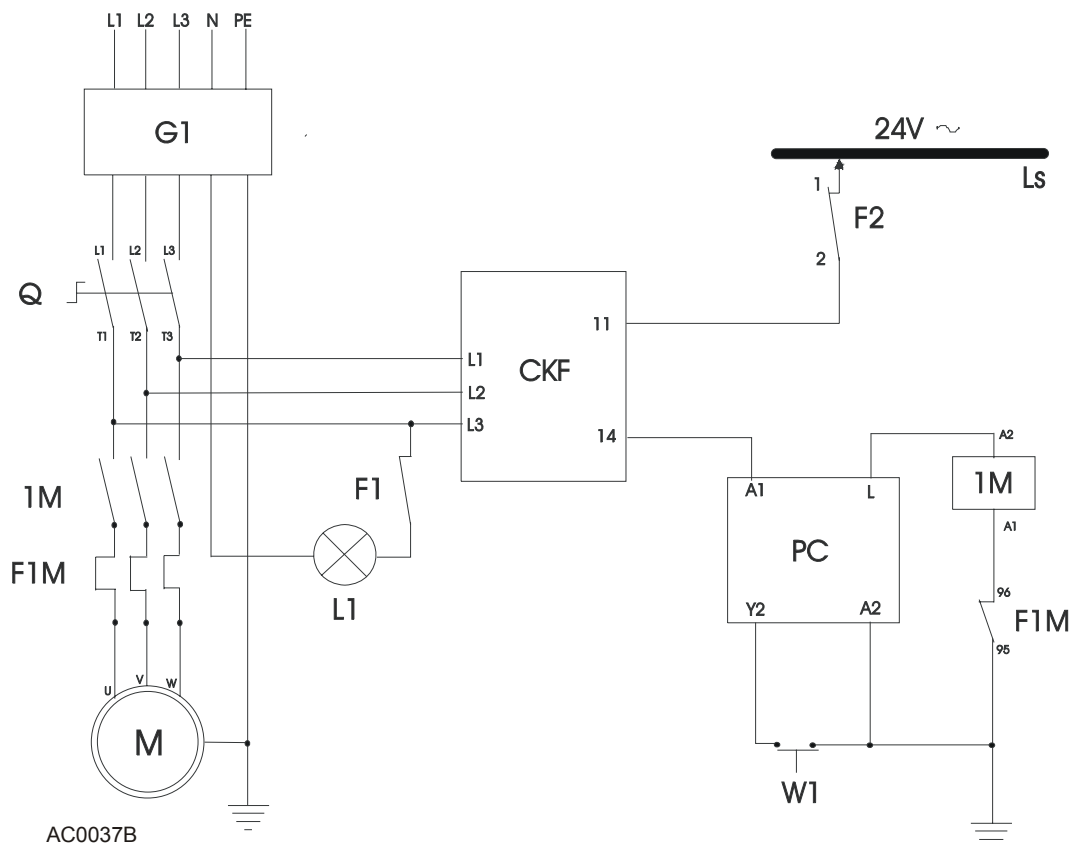 L1 L2 L3 N PE
G1
24V ~
Ls
1
F2
2
L1 L2 L3
Q
T1 T2 T3
11
L1
CKF
L2
L3
14
A2
1M
F1
A1 L
1M
A1
PC
F1M
L1
Y2 A2
96
F1M
95
U V W
M
W1
AC0037B